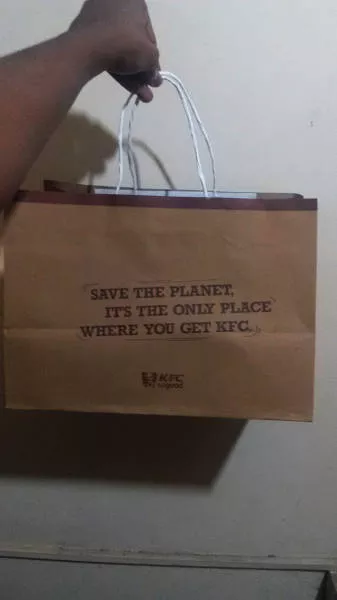 SAVE THE PLANET,
IT'S THE ONLY PLACE
WHERE YOU GET KFC.
KFC